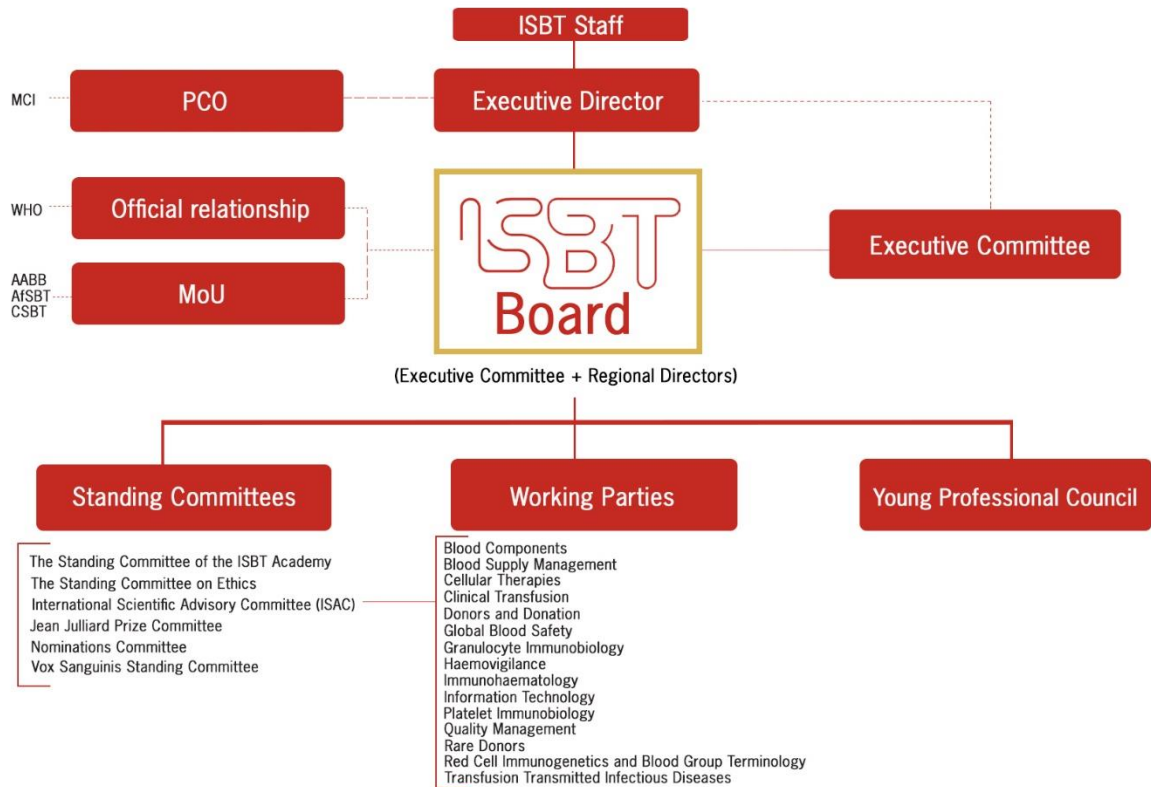 ISBT Staff
MCI
PCO
Executive Director
WHO
Official relationship
AABB
AfSBT
CSBT
MoU
ISBT
Board
Executive Committee
(Executive Committee + Regional Directors)
Standing Committees
Working Parties
Young Professional Council
The Standing Committee of the ISBT Academy
The Standing Committee on Ethics
International Scientific Advisory Committee (ISAC)
Jean Julliard Prize Committee
Nominations Committee
Vox Sanguinis Standing Committee
Blood Components
Blood Supply Management
Cellular Therapies
Clinical Transfusion
Donors and Donation
Global Blood Safety
Granulocyte Immunobiology
Haemovigilance
Immunohaematology
Information Technology
Platelet Immunobiology
Quality Management
Rare Donors
Red Cell Immunogenetics and Blood Group Terminology
Transfusion Transmitted Infectious Diseases